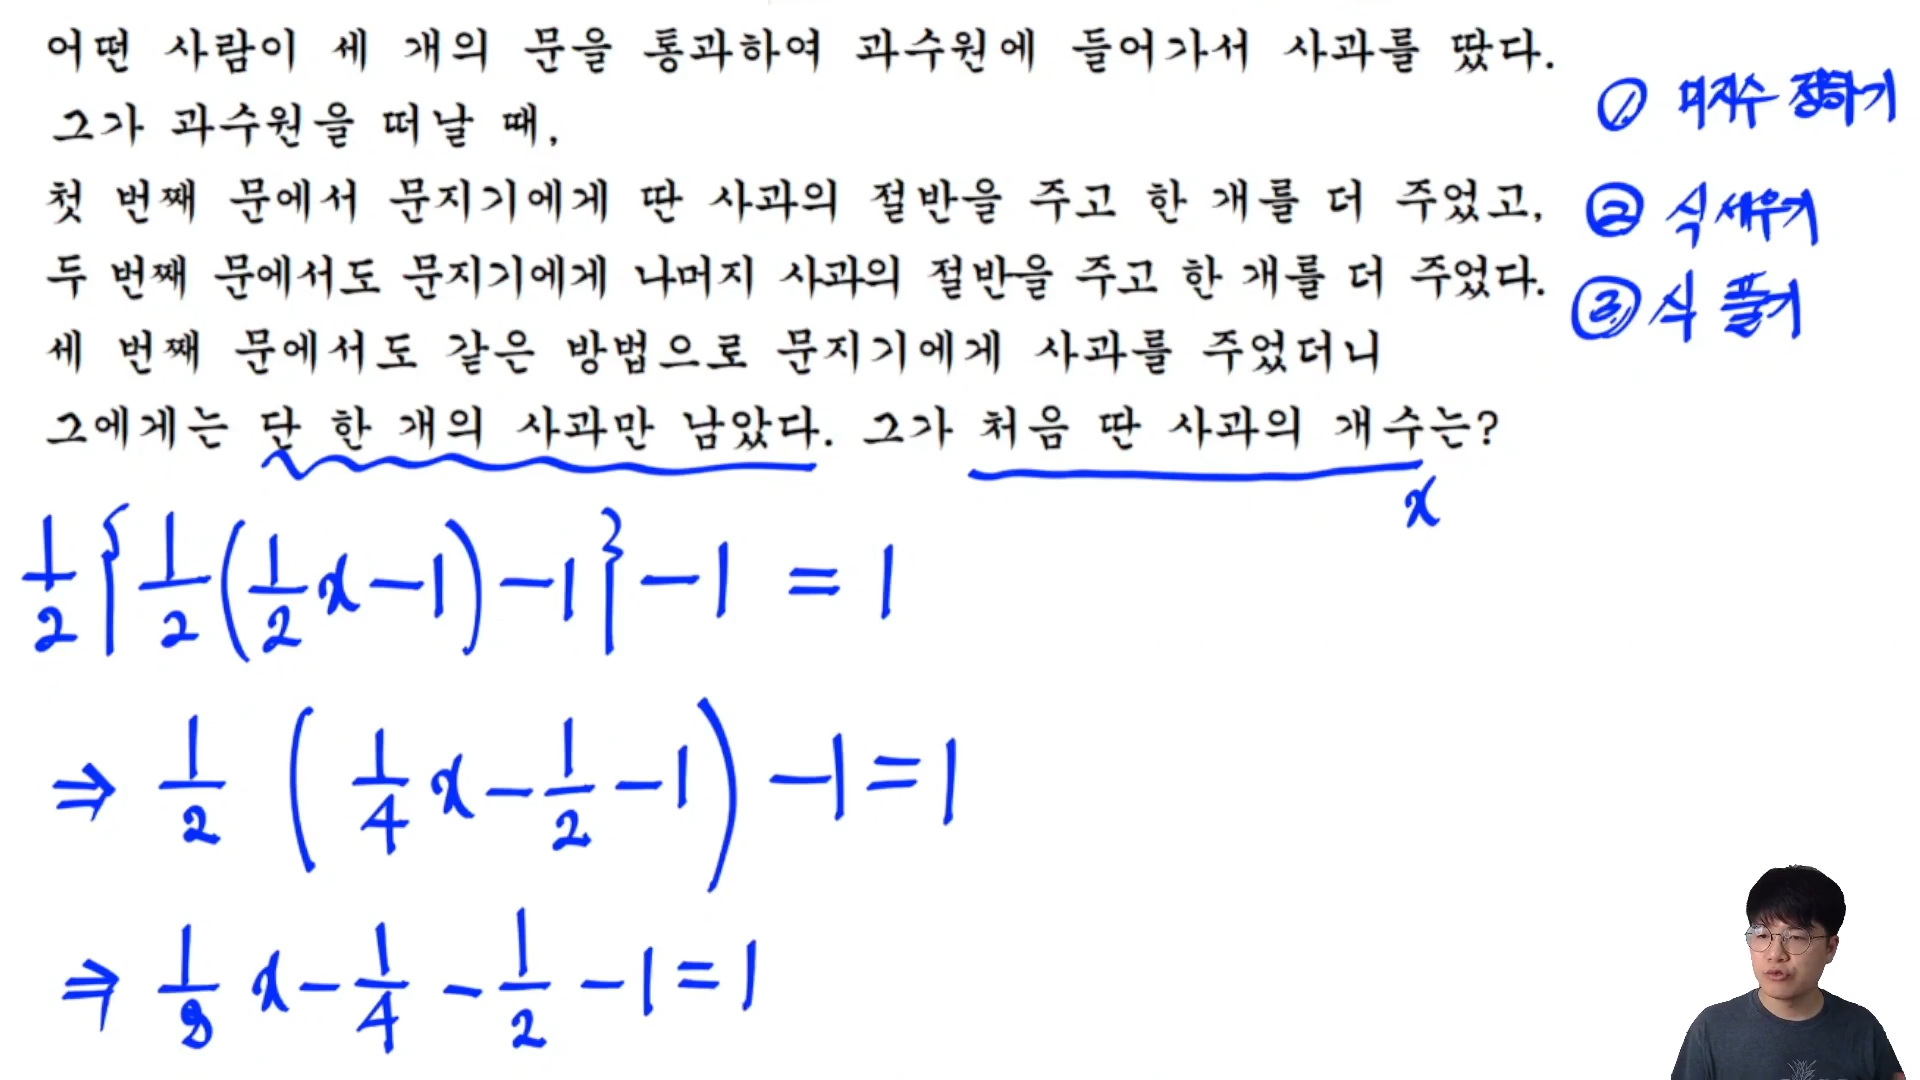 어떤 사람이 세 개의 문을 통과하여 과수원에 들어가서 사과를 땄다.
그가 과수원을 떠날 때,
첫 번째 문에서 문지기에게 딴 사과의 절반을 주고 한 개를 더 주었고,
두 번째 문에서도 문지기에게 나머지 사과의 절반을 주고 한 개를 더 주었다.
세 번째 문에서도 같은 방법으로 문지기에게 사과를 주었더니
그에게는 단 한 개의 사과만 남았다. 그가 처음 딴 사과의 개수는?
x
① 미지수 정하기
② 식 세우기
③ 식 풀기
1/2{1/2(1/2x-1)-1}-1 = 1
⇒ 1/2 (1/4x-1/2-1)-1=1
⇒ 1/8x-1/4-1/2-1=1